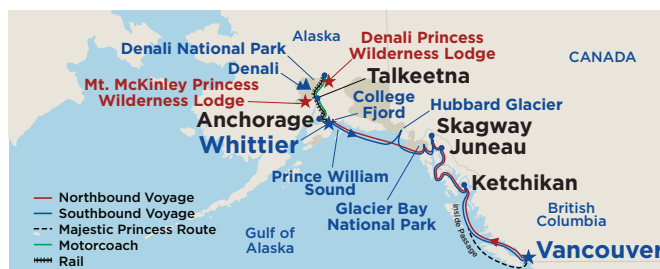 Alaska
Denali Princess
Wilderness Lodge
Denali National Park
Denali
CANADA
Talkeetna
Mt. McKinley Princess
Wilderness Lodge
College
Fjord
Hubbard Glacier
Anchorage
Skagway
Whittier
Juneau
Prince William
Sound
Ketchikan
Glacier Bay
National Park
Northbound Voyage
Southbound Voyage
Majestic Princess Route
Motorcoach
Rail
Gulf of
Alaska
Inside Passage
British
Columbia
Vancouver